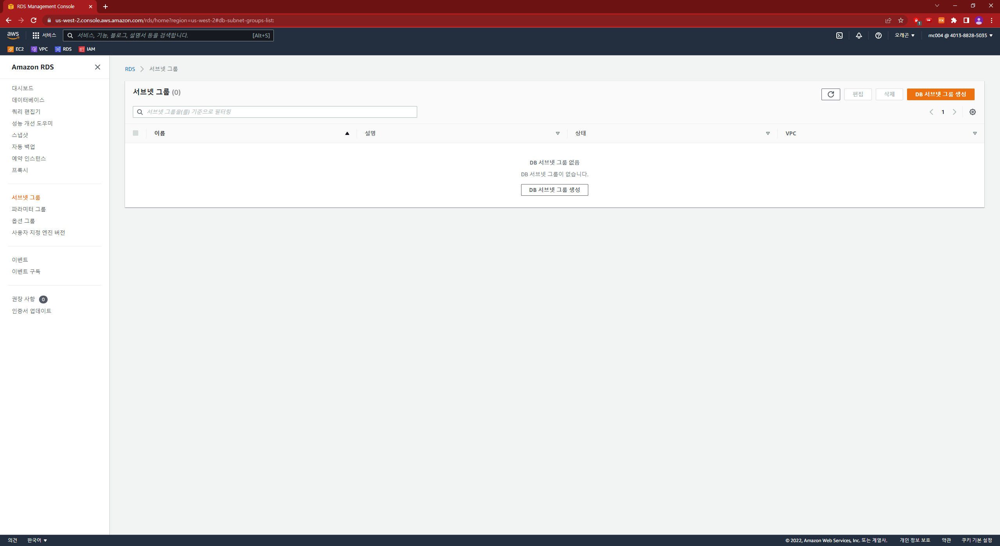 RDS Management Console
us-west-2.console.aws.amazon.com/rds/home?region=us-west-2#db-subnet-groups-list:
1
EX
aws
서비스
서비스, 기능, 블로그, 설명서 등을 검색합니다.
[Alt+S]
오레곤
mc004 @ 4013-8828-5035
EC2
VPC
RDS
IAM
Amazon RDS
대시보드
데이터베이스
쿼리 편집기
성능 개선 도우미
스냅샷
자동 백업
예약 인스턴스
프록시
서브넷 그룹
파라미터 그룹
옵션 그룹
사용자 지정 엔진 버전
이벤트
이벤트 구독
권장 사항 0
인증서 업데이트
RDS
서브넷 그룹
서브넷 그룹 (0)
편집
삭제
DB 서브넷 그룹 생성
서브넷 그룹을(를) 기준으로 필터링
1
이름
설명
상태
VPC
DB 서브넷 그룹 없음
DB 서브넷 그룹이 없습니다.
DB 서브넷 그룹 생성
의견
한국어
© 2022, Amazon Web Services, Inc. 또는 계열사.
개인 정보 보호
약관
쿠키 기본 설정